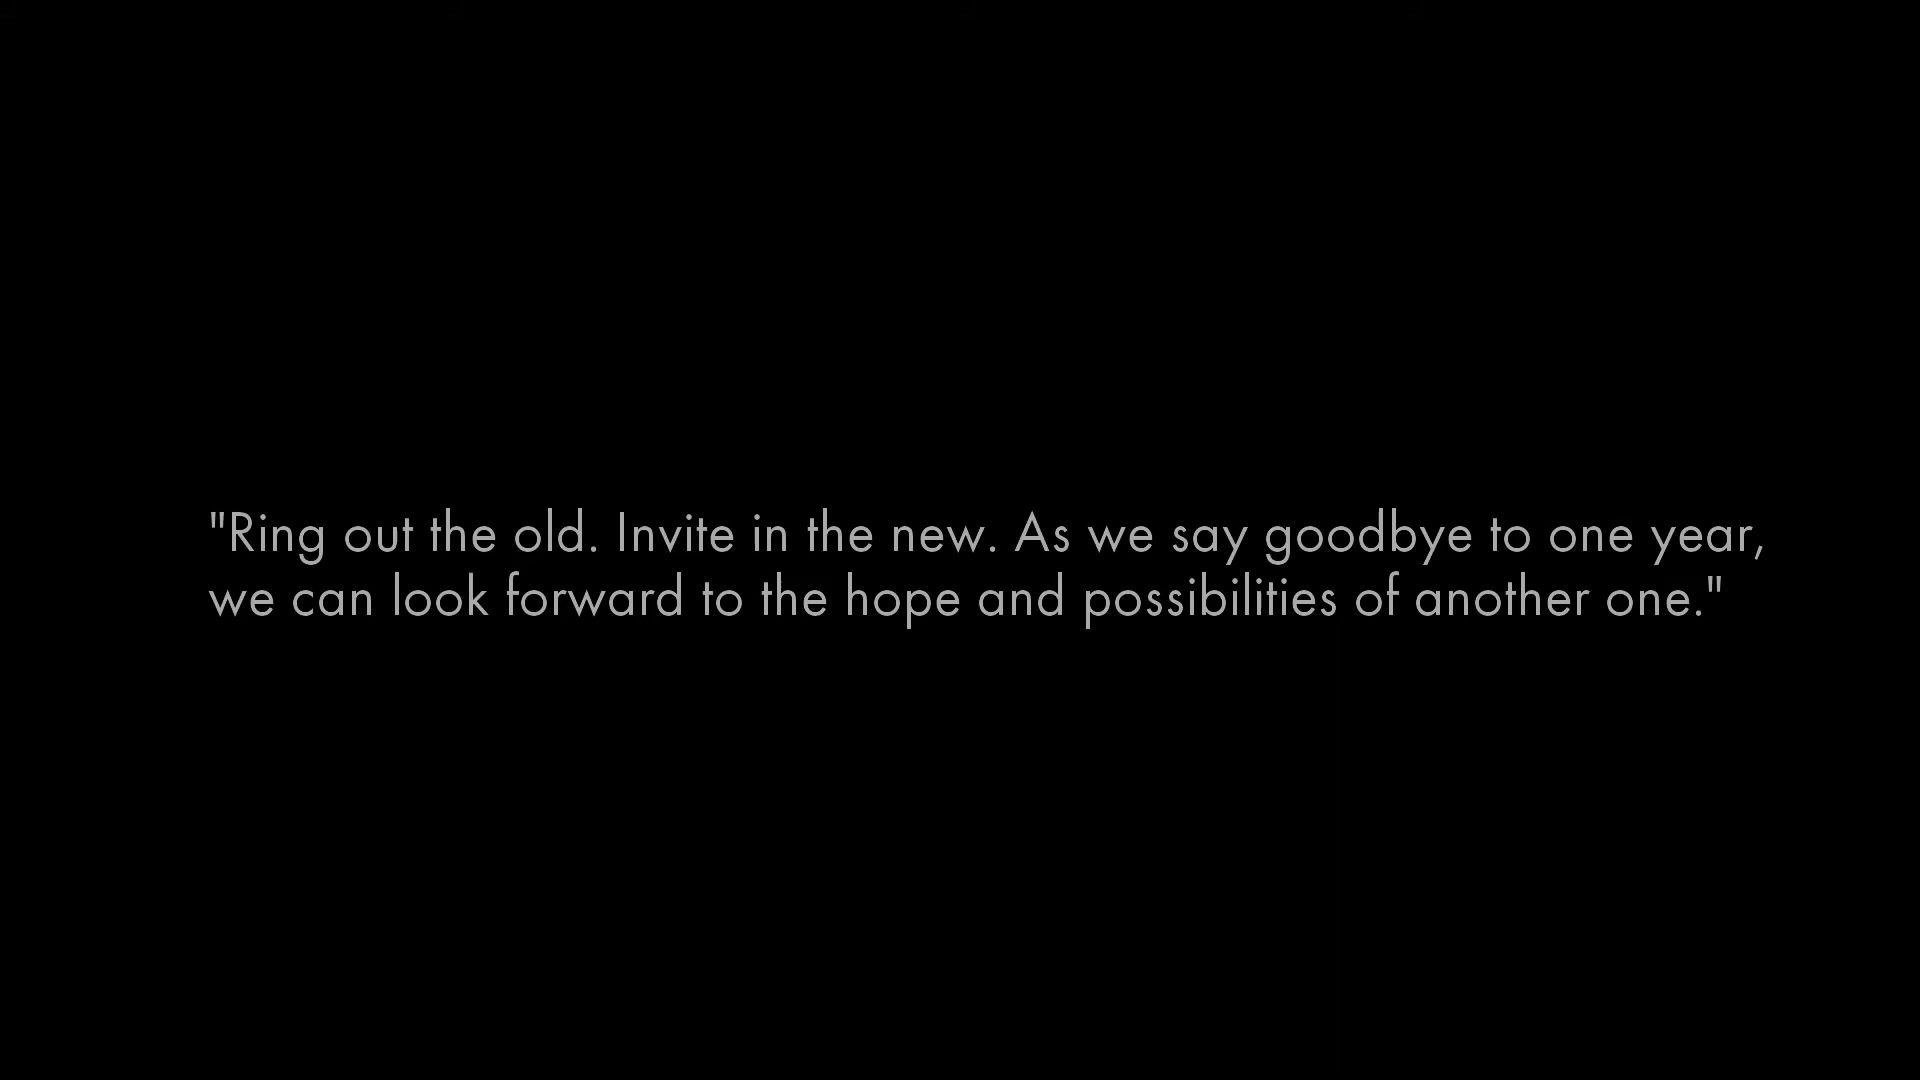 "Ring out the old. Invite in the new. As we say goodbye to one year,
we can look forward to the hope and possibilities of another one."